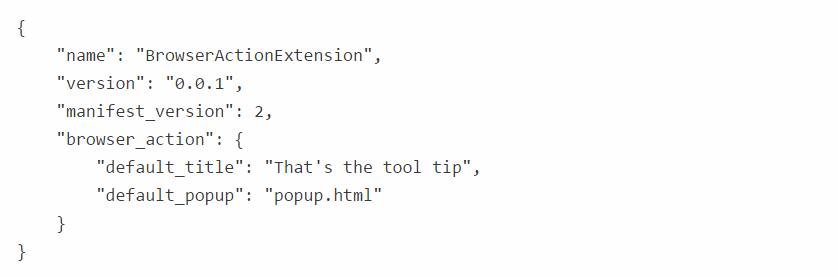 {
    "name": "BrowserActionExtension",
    "version": "0.0.1",
    "manifest_version": 2,
    "browser_action": {
        "default_title": "That's the tool tip",
        "default_popup": "popup.html"
    }
}